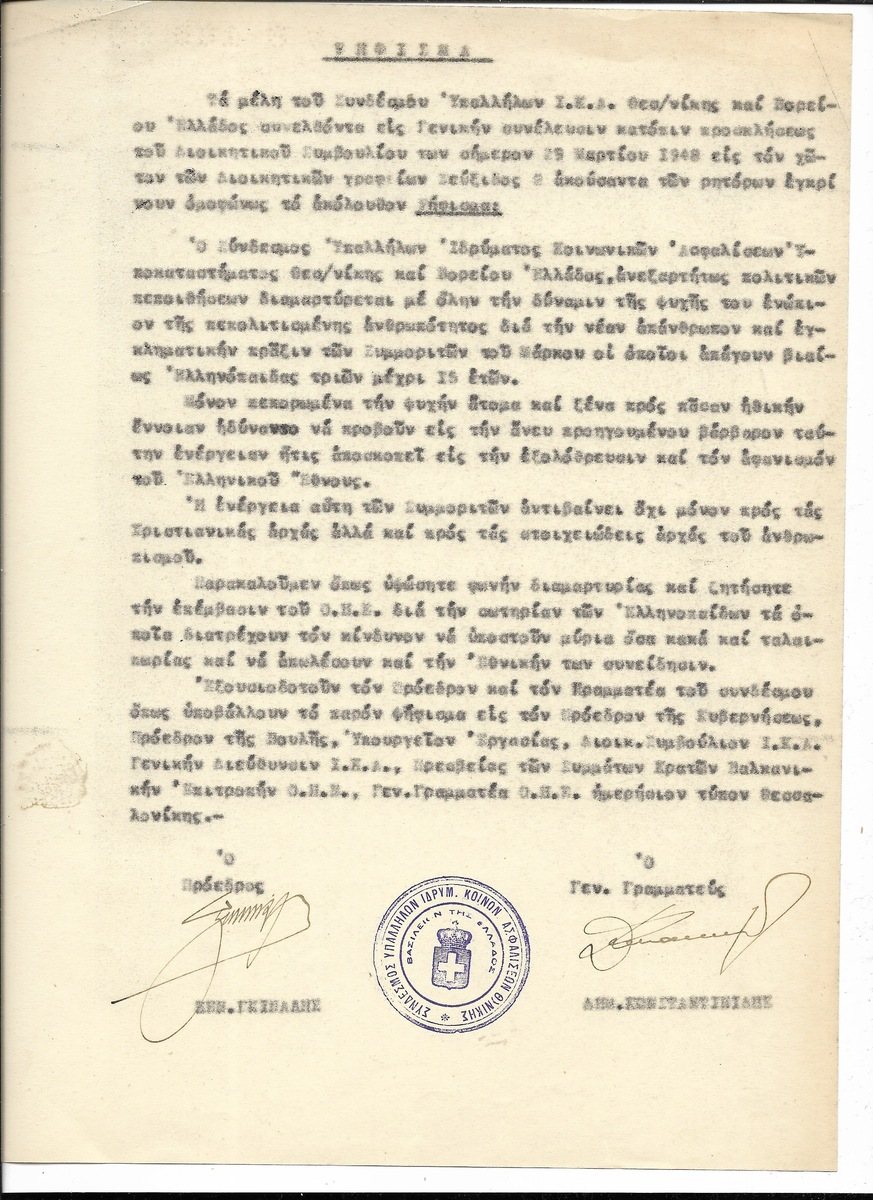 ΨΗΦΙΣΜΑ
Τά μέλη τοῦ Συνδέσμου Ὑπαλλήλων Ι.Κ.Α. Θεσ/νίκης καί Βορεί-
ου Ἑλλάδος συνελθόντα εἰς Γενικήν συνέλευσιν κατόπιν προσκλήσεως
τοῦ Διοικητικοῦ Συμβουλίου των σήμερον 29 Μαρτίου 1948 εἰς τόν χῶ-
τον τῶν Διοικητικῶν γραφείων Ζεύξιδος 8 ἀκούσαντα τῶν ρητόρων ἐγκρί
νουν ὁμοφώνως τό ἀκόλουθον Ψήφισμα:
Ὁ Σύνδεσμος Ὑπαλλήλων Ἱδρύματος Κοινωνικῶν Ἀσφαλίσεων Ὑ-
ποκαταστήματος Θεσ/νίκης καί Βορείου Ἑλλάδος, ἀνεξαρτήτως πολιτικῶν
πεποιθήσεων διαμαρτύρεται μέ ὅλην τήν δύναμιν τῆς ψυχῆς του ἐνώπι-
ον τῆς πεπολιτισμένης ἀνθρωπότητος διά τήν νέαν ἀπάνθρωπον καί ἐγ-
κληματικήν πρᾶξιν τῶν Συμμοριτῶν τοῦ Μάρκου οἱ ὁποῖοι ἀπάγουν βιαί-
ως Ἑλληνόπαιδας τριῶν μέχρι 15 ἐτῶν.
Μόνον πεπορωμένα τήν ψυχήν ἄτομα καί ξένα πρός πᾶσαν ἠθικήν
ἔννοιαν ἠδύναντο νά προβοῦν εἰς τήν ἄνευ προηγουμένου βάρβαρον ταύ-
την ἐνέργειαν ἥτις ἀποσκοπεῖ εἰς τήν ἐξολόθρευσιν καί τόν ἀφανισμόν
τοῦ Ἑλληνικοῦ Ἔθνους.
Ἡ ἐνέργεια αὕτη τῶν Συμμοριτῶν ἀντιβαίνει ὄχι μόνον πρός τάς
Χριστιανικάς ἀρχάς ἀλλά καί πρός τάς στοιχειώδεις ἀρχάς τοῦ ἀνθρω-
πισμοῦ.
Παρακαλοῦμεν ὅπως ὑψώσητε φωνήν διαμαρτυρίας καί ζητήσητε
τήν ἐπέμβασιν τοῦ Ο.Η.Ε. διά τήν σωτηρίαν τῶν Ἑλληνοπαίδων τά ὁ-
ποῖα διατρέχουν τόν κίνδυνον νά ὑποστοῦν μύρια ὅσα κακά καί ταλαι-
πωρίας καί νά ἀπωλέσουν καί τήν Ἐθνικήν των συνείδησιν.
Ἐξουσιοδοτοῦν τόν Πρόεδρον καί τόν Γραμματέα τοῦ συνδέσμου
ὅπως ὑποβάλλουν τό παρόν ψήφισμα εἰς τόν Πρόεδρον τῆς Κυβερνήσεως,
Πρόεδρον τῆς Βουλῆς, Ὑπουργεῖον Ἐργασίας, Διοικ.Συμβούλιον Ι.Κ.Α.
Γενικήν Διεύθυνσιν Ι.Κ.Α., Πρεσβείας τῶν Συμμάχων Κρατῶν Βαλκανι-
κήν Ἐπιτροπήν Ο.Η.Ε., Γεν.Γραμματέα Ο.Η.Ε. ἡμερήσιον τύπον Θεσσα-
λονίκης.-
Ὁ Ὁ
Πρόεδρος Γεν. Γραμματεύς
ΣΥΝΔΕΣΜΟΣ ΥΠΑΛΛΗΛΩΝ ΙΔΡΥΜ. ΚΟΙΝΩΝ. ΑΣΦΑΛΙΣΕΩΝ Θ/ΝΙΚΗΣ
ΒΑΣΙΛΕΙΟΝ ΤΗΣ ΕΛΛΑΔΟΣ
ΓΚΙΝΑΛΗΣ ΔΗΜ.ΚΩΝΣΤΑΝΤΙΝΙΔΗΣ